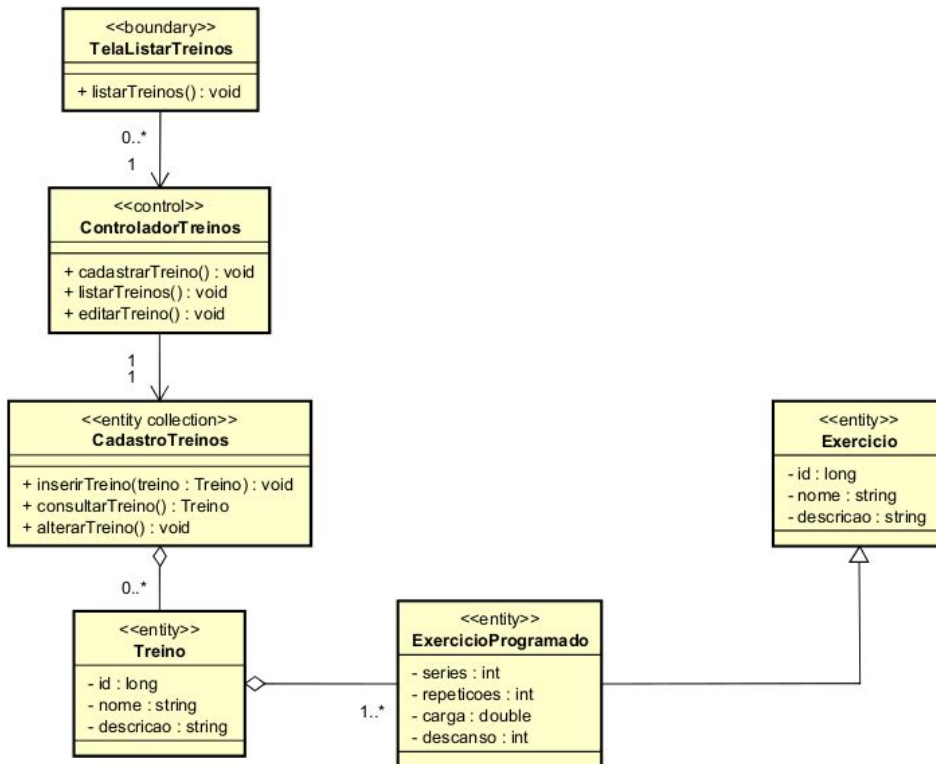 <<boundary>>
TelaListarTreinos
+ listarTreinos() : void
0..*
1
<<control>>
ControladorTreinos
+ cadastrarTreino() : void
+ listarTreinos() : void
+ editarTreino() : void
1
1
<<entity collection>>
CadastroTreinos
+ inserirTreino(treino : Treino) : void
+ consultarTreino() : Treino
+ alterarTreino() : void
<<entity>>
Exercicio
- id : long
- nome : string
- descricao : string
0..*
<<entity>>
Treino
- id : long
- nome : string
- descricao : string
1..*
<<entity>>
ExercicioProgramado
- series : int
- repeticoes : int
- carga : double
- descanso : int